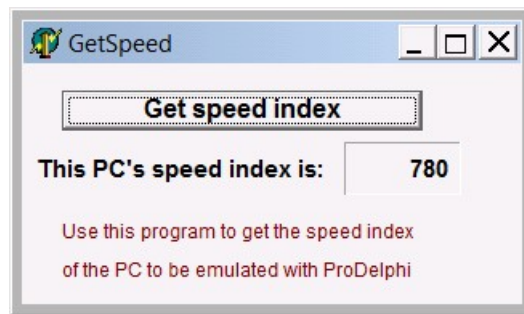 GetSpeed
Get speed index
This PC's speed index is: 780
Use this program to get the speed index
of the PC to be emulated with ProDelphi